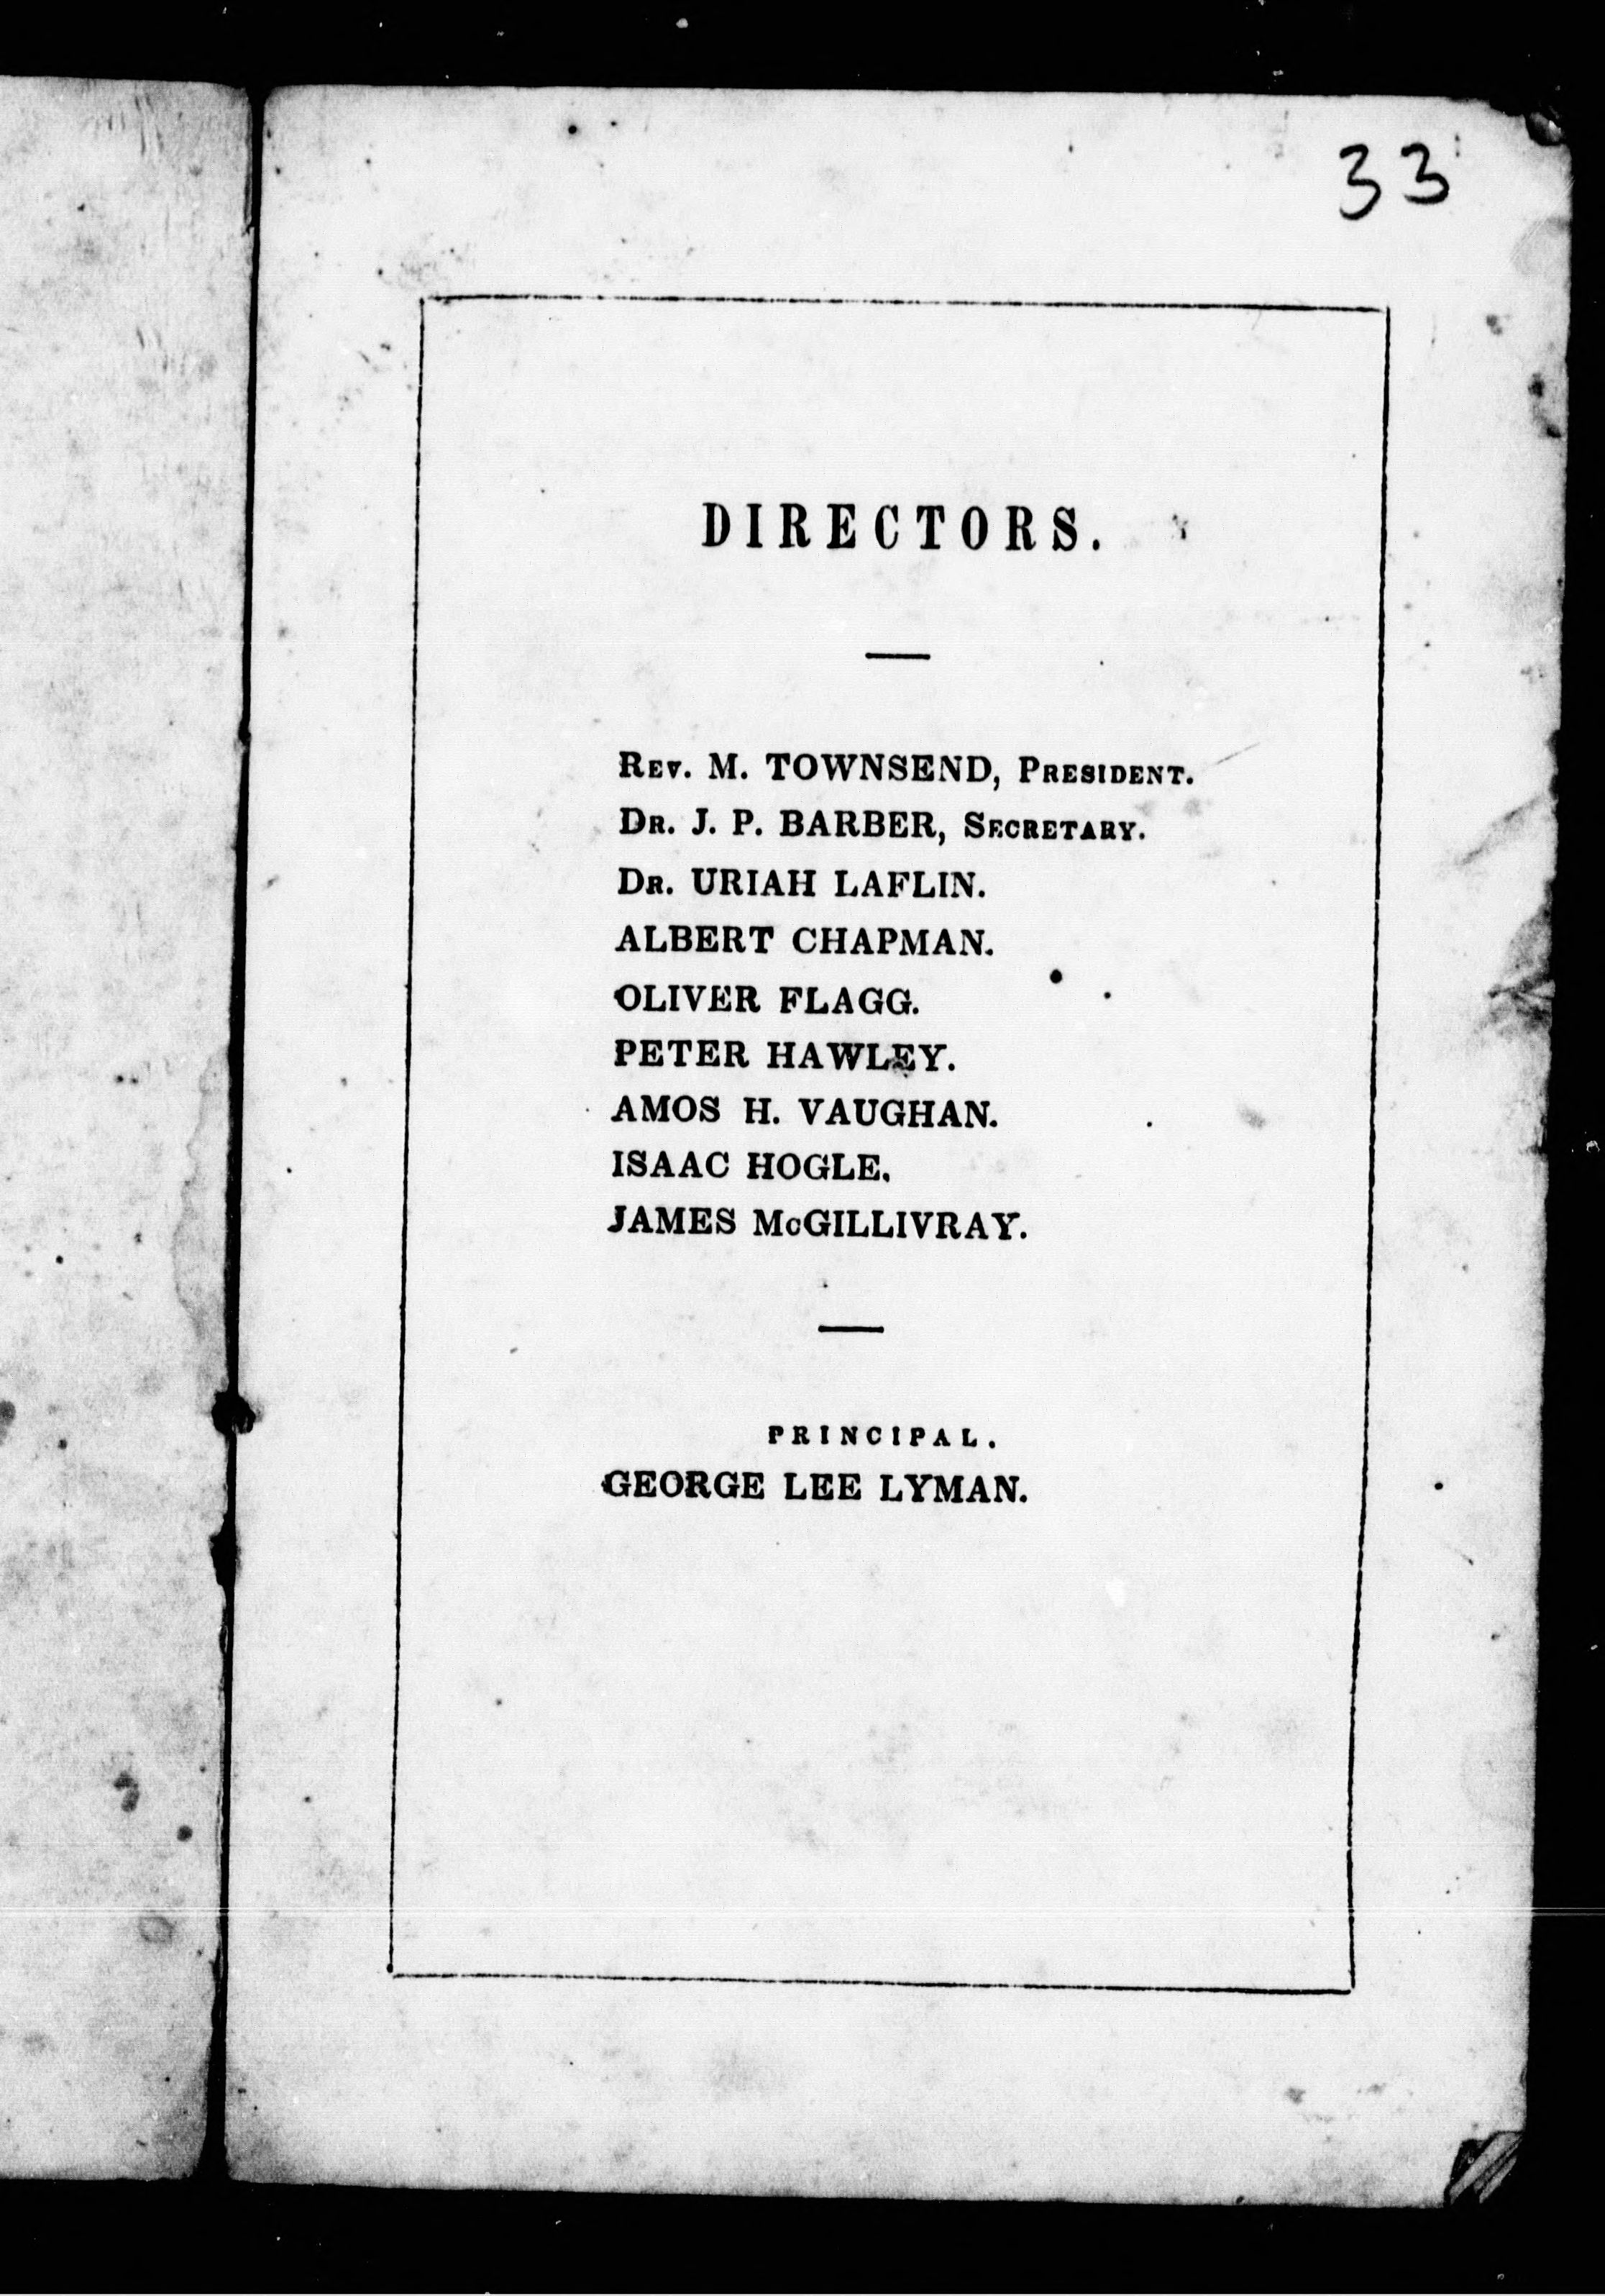 33
DIRECTORS.
Rev. M. TOWNSEND, President.
Dr. J. P. BARBER, Secretary.
Dr. URIAH LAFLIN.
ALBERT CHAPMAN.
OLIVER FLAGG.
PETER HAWLEY.
AMOS H. VAUGHAN.
ISAAC HOGLE.
JAMES McGILLIVRAY.
PRINCIPAL.
GEORGE LEE LYMAN.